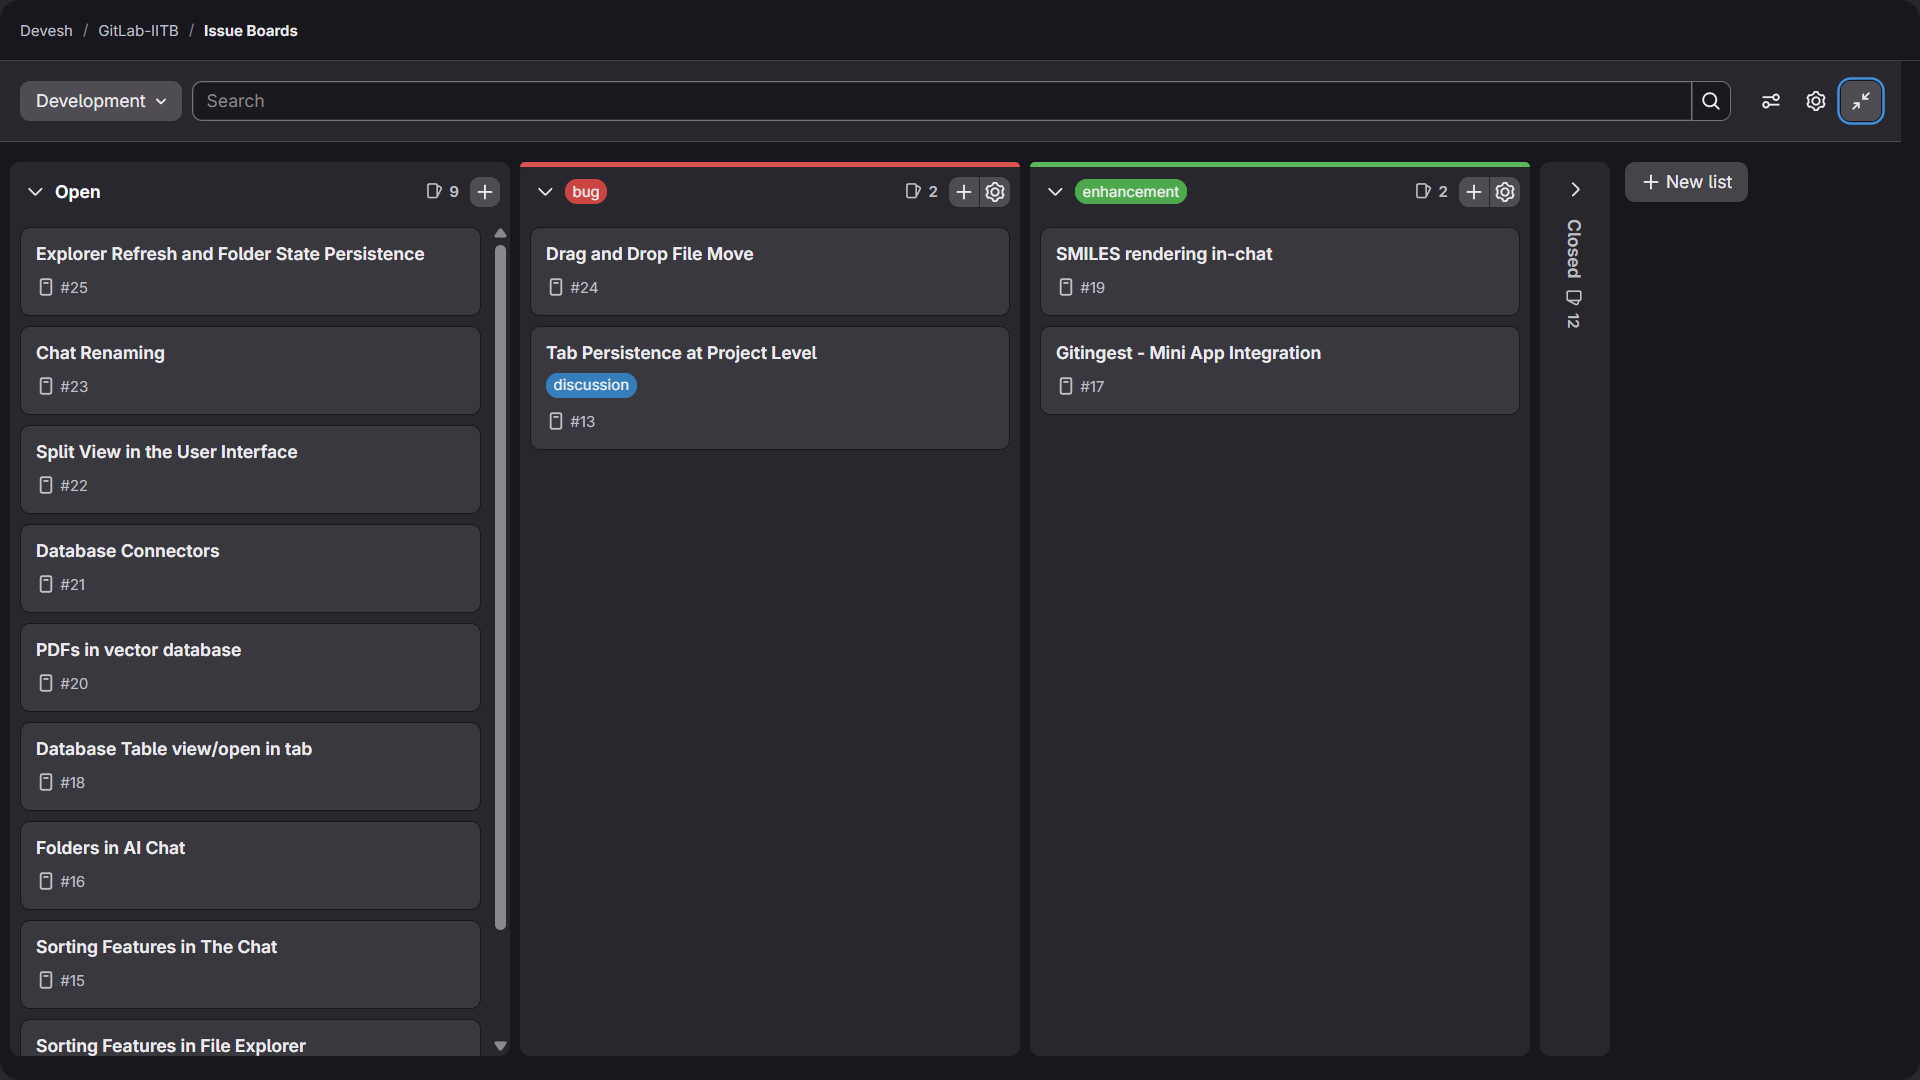 Devesh / GitLab-IITB / Issue Boards
Development
Search
Open
9
Explorer Refresh and Folder State Persistence
#25
Chat Renaming
#23
Split View in the User Interface
#22
Database Connectors
#21
PDFs in vector database
#20
Database Table view/open in tab
#18
Folders in AI Chat
#16
Sorting Features in The Chat
#15
Sorting Features in File Explorer
bug
2
Drag and Drop File Move
#24
Tab Persistence at Project Level
discussion
#13
enhancement
2
SMILES rendering in-chat
#19
Gitingest - Mini App Integration
#17
Closed 12
New list